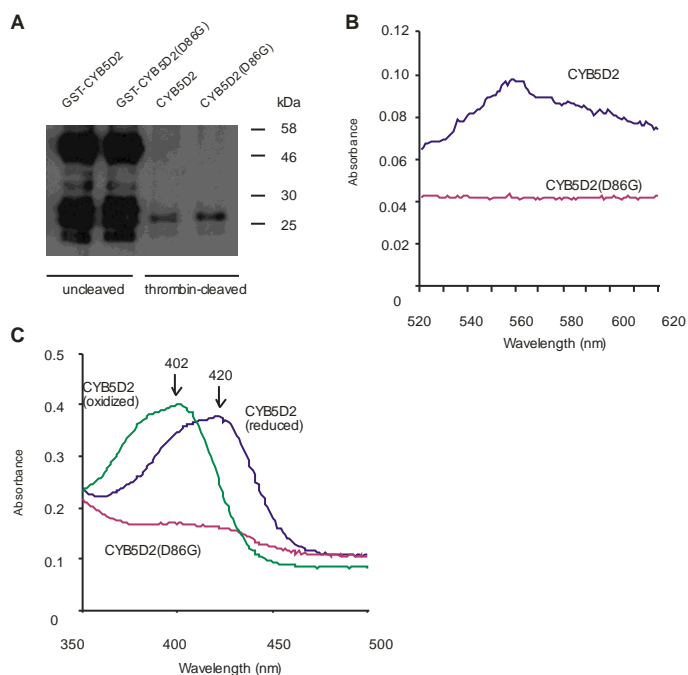 A
GST-CYB5D2
GST-CYB5D2(D86G)
CYB5D2
CYB5D2(D86G)
kDa
58
46
30
25
uncleaved
thrombin-cleaved
B
0.12
0.10
0.08
0.06
0.04
0.02
0
Absorbance
CYB5D2
CYB5D2(D86G)
520
540
560
580
600
620
Wavelength (nm)
C
0.5
0.4
0.3
0.2
0.1
0
Absorbance
402
420
CYB5D2
(oxidized)
CYB5D2
(reduced)
CYB5D2(D86G)
350
400
450
500
Wavelength (nm)